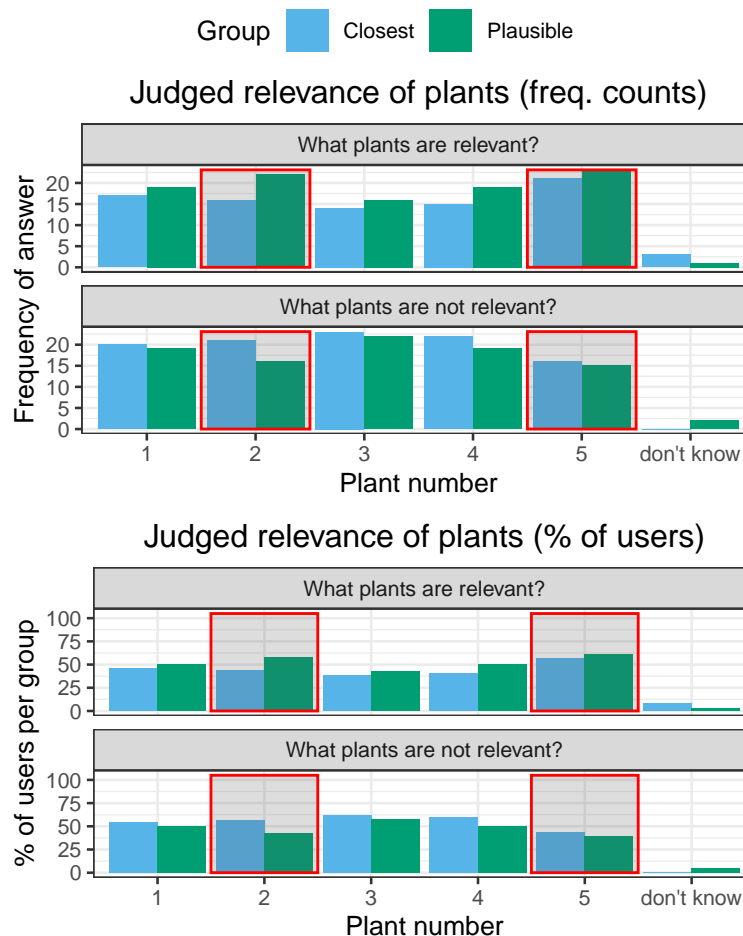 Group Closest Plausible
Judged relevance of plants (freq. counts)
What plants are relevant?
20
15
10
5
0
What plants are not relevant?
20
15
10
5
0
Frequency of answer
1 2 3 4 5 don't know
Plant number
Judged relevance of plants (% of users)
What plants are relevant?
100
75
50
25
0
What plants are not relevant?
100
75
50
25
0
% of users per group
1 2 3 4 5 don't know
Plant number